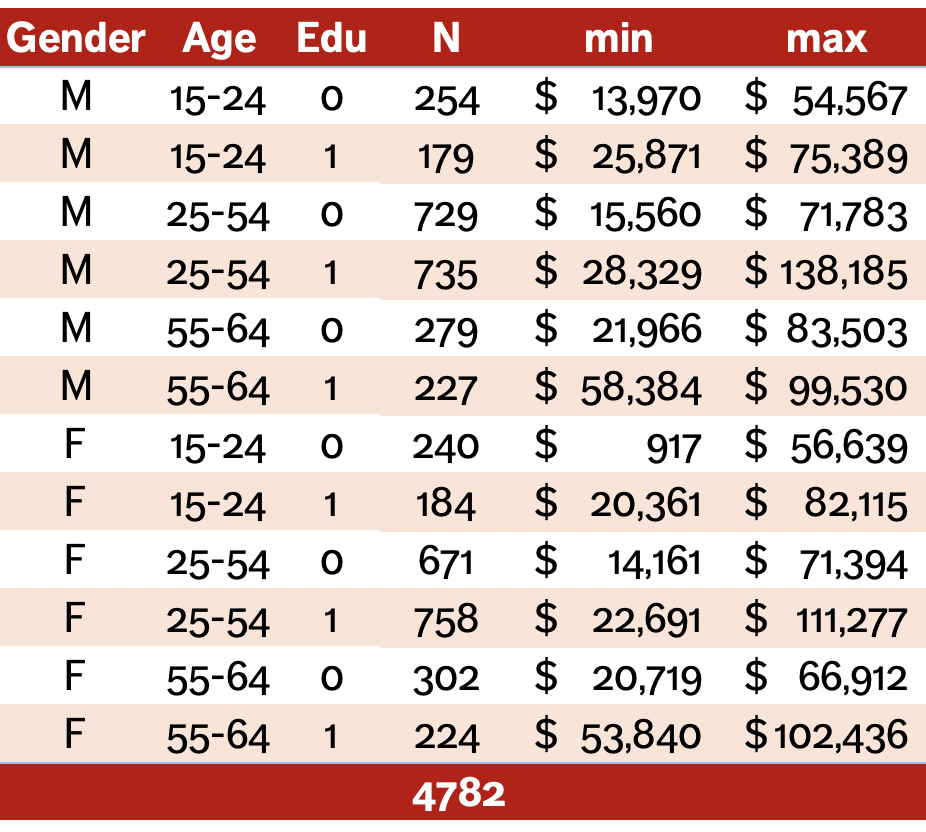 Gender Age Edu N min max
M 15-24 0 254 $ 13,970 $ 54,567
M 15-24 1 179 $ 25,871 $ 75,389
M 25-54 0 729 $ 15,560 $ 71,783
M 25-54 1 735 $ 28,329 $ 138,185
M 55-64 0 279 $ 21,966 $ 83,503
M 55-64 1 227 $ 58,384 $ 99,530
F 15-24 0 240 $ 917 $ 56,639
F 15-24 1 184 $ 20,361 $ 82,115
F 25-54 0 671 $ 14,161 $ 71,394
F 25-54 1 758 $ 22,691 $ 111,277
F 55-64 0 302 $ 20,719 $ 66,912
F 55-64 1 224 $ 53,840 $ 102,436
4782